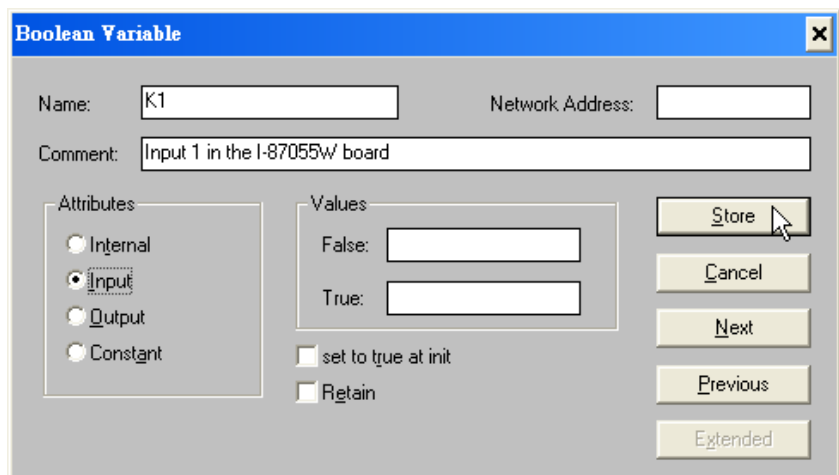 Boolean Variable
Name: K1 Network Address:
Comment: Input 1 in the I-87055W board
Attributes Values
Internal False: Store
Input Cancel
Output True: Next
Constant set to true at init
Retain Previous
Extended